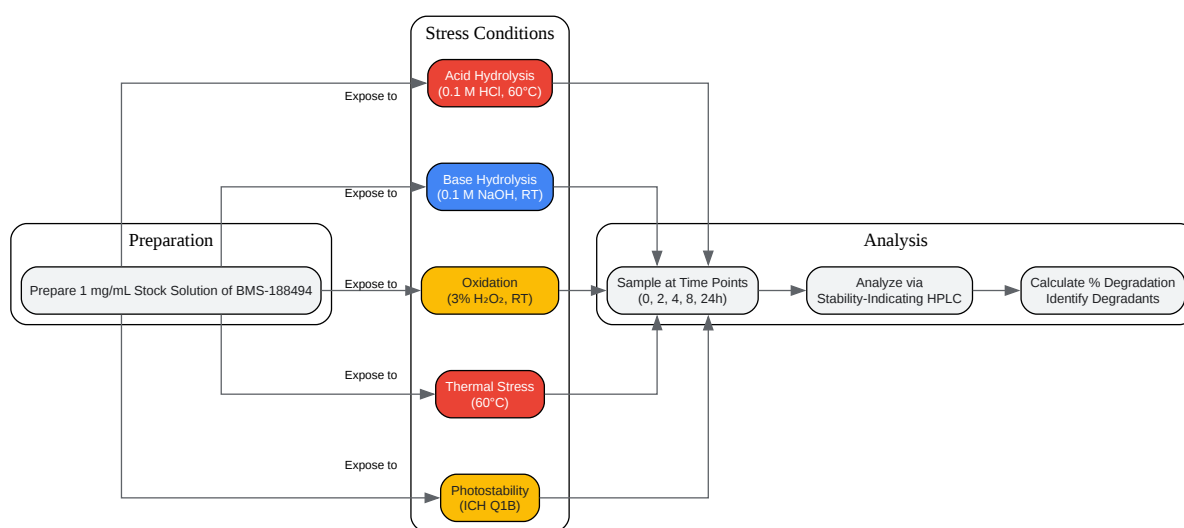 Stress Conditions
Acid Hydrolysis
(0.1 M HCl, 60°C)
Expose to
Base Hydrolysis
(0.1 M NaOH, RT)
Expose to
Preparation
Prepare 1 mg/mL Stock Solution of BMS-188494
Expose to
Oxidation
(3% H₂O₂, RT)
Thermal Stress
(60°C)
Expose to
Photostability
(ICH Q1B)
Expose to
Analysis
Sample at Time Points
(0, 2, 4, 8, 24h)
Analyze via
Stability-Indicating HPLC
Calculate % Degradation
Identify Degradants